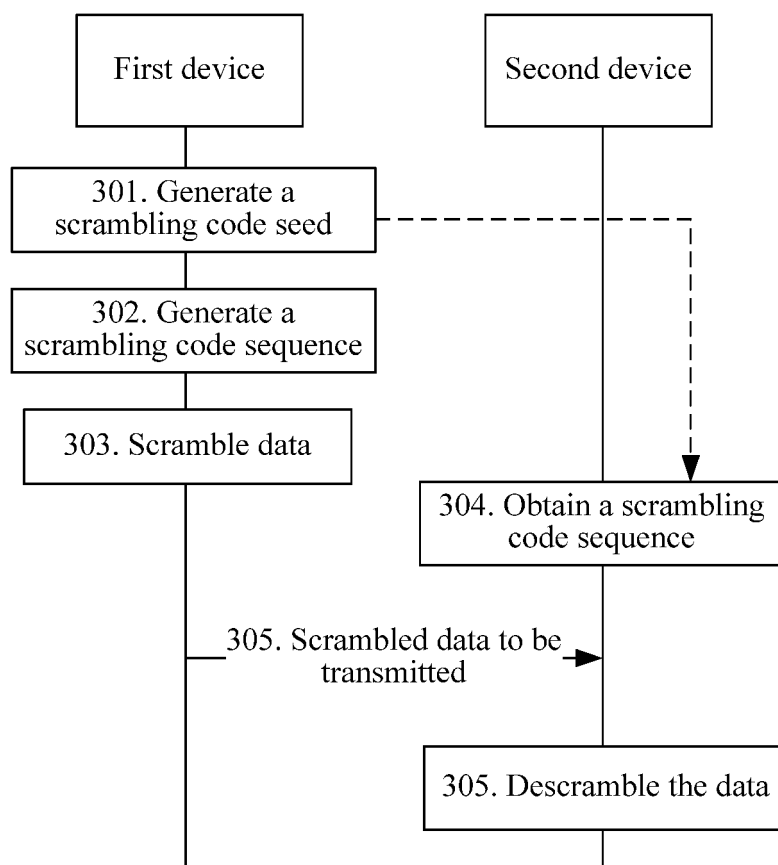 First device
Second device
301. Generate a
scrambling code seed
302. Generate a
scrambling code sequence
303. Scramble data
304. Obtain a scrambling
code sequence
305. Scrambled data to be
transmitted
305. Descramble the data